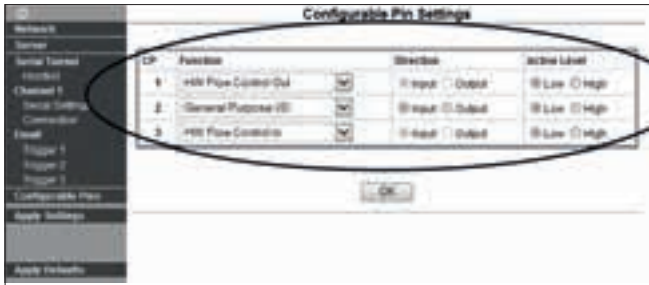 Configurable Pin Settings
Network
Server
Serial Tunnel
Hostlist
Channel 1
Serial Settings
Connection
Email
Trigger 1
Trigger 2
Trigger 3
Configurable Pins
Apply Settings
Apply Defaults
CP Function Direction Active Level
1 HW Flow Control Out Input Output Low High
2 General Purpose I/O Input Output Low High
3 HW Flow Control In Input Output Low High
OK